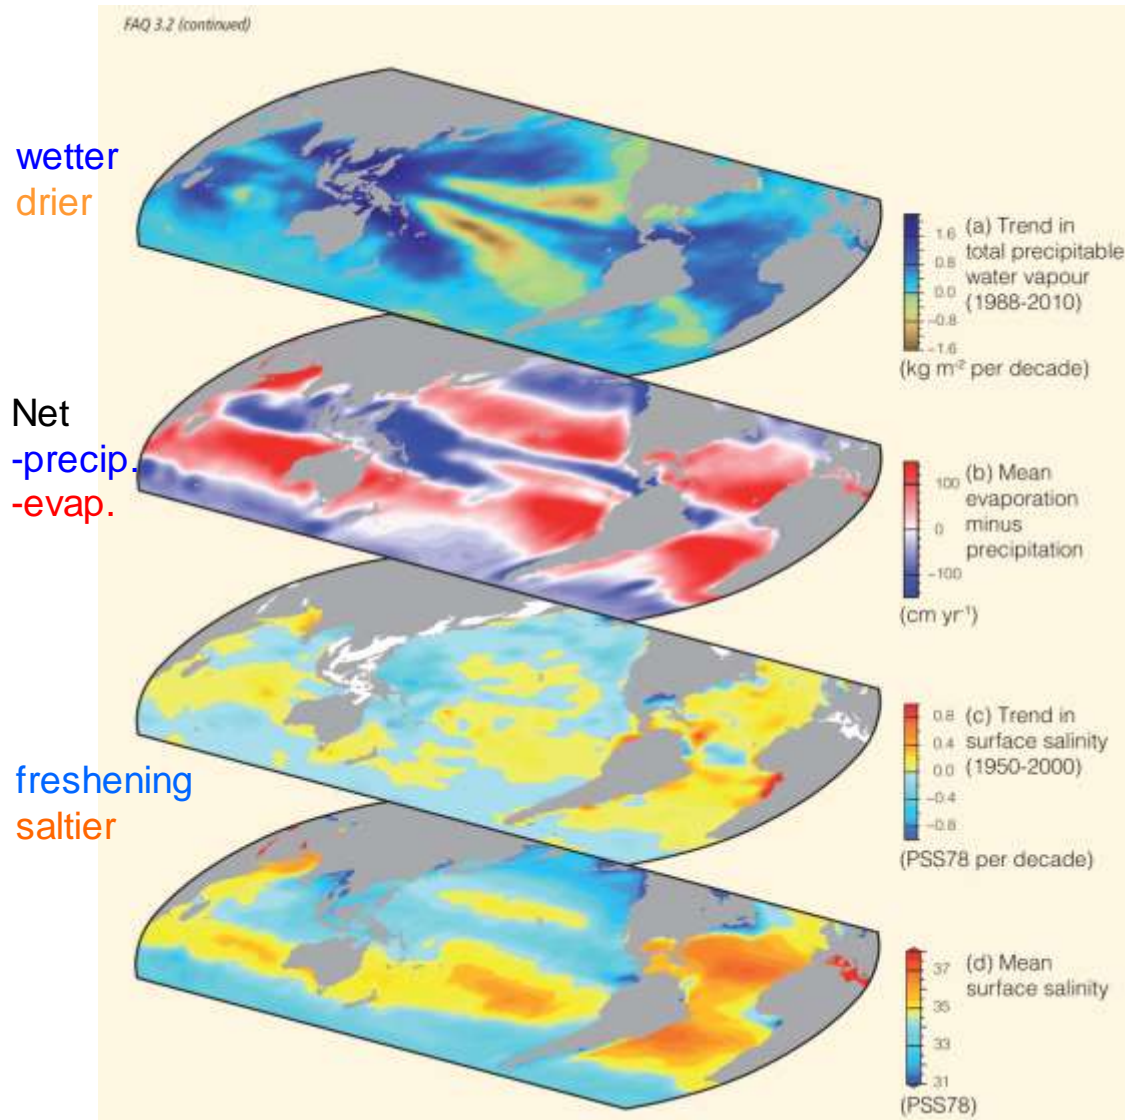 FAQ 3.2 (continued)
wetter
drier
1.6
0.8
0.0
−0.8
−1.6
(a) Trend in
total precipitable
water vapour
(1988-2010)
(kg m⁻² per decade)
Net
-precip.
-evap.
100
0
−100
(b) Mean
evaporation
minus
precipitation
(cm yr⁻¹)
freshening
saltier
0.8
0.4
0.0
−0.4
−0.8
(c) Trend in
surface salinity
(1950-2000)
(PSS78 per decade)
37
35
33
31
(d) Mean
surface salinity
(PSS78)